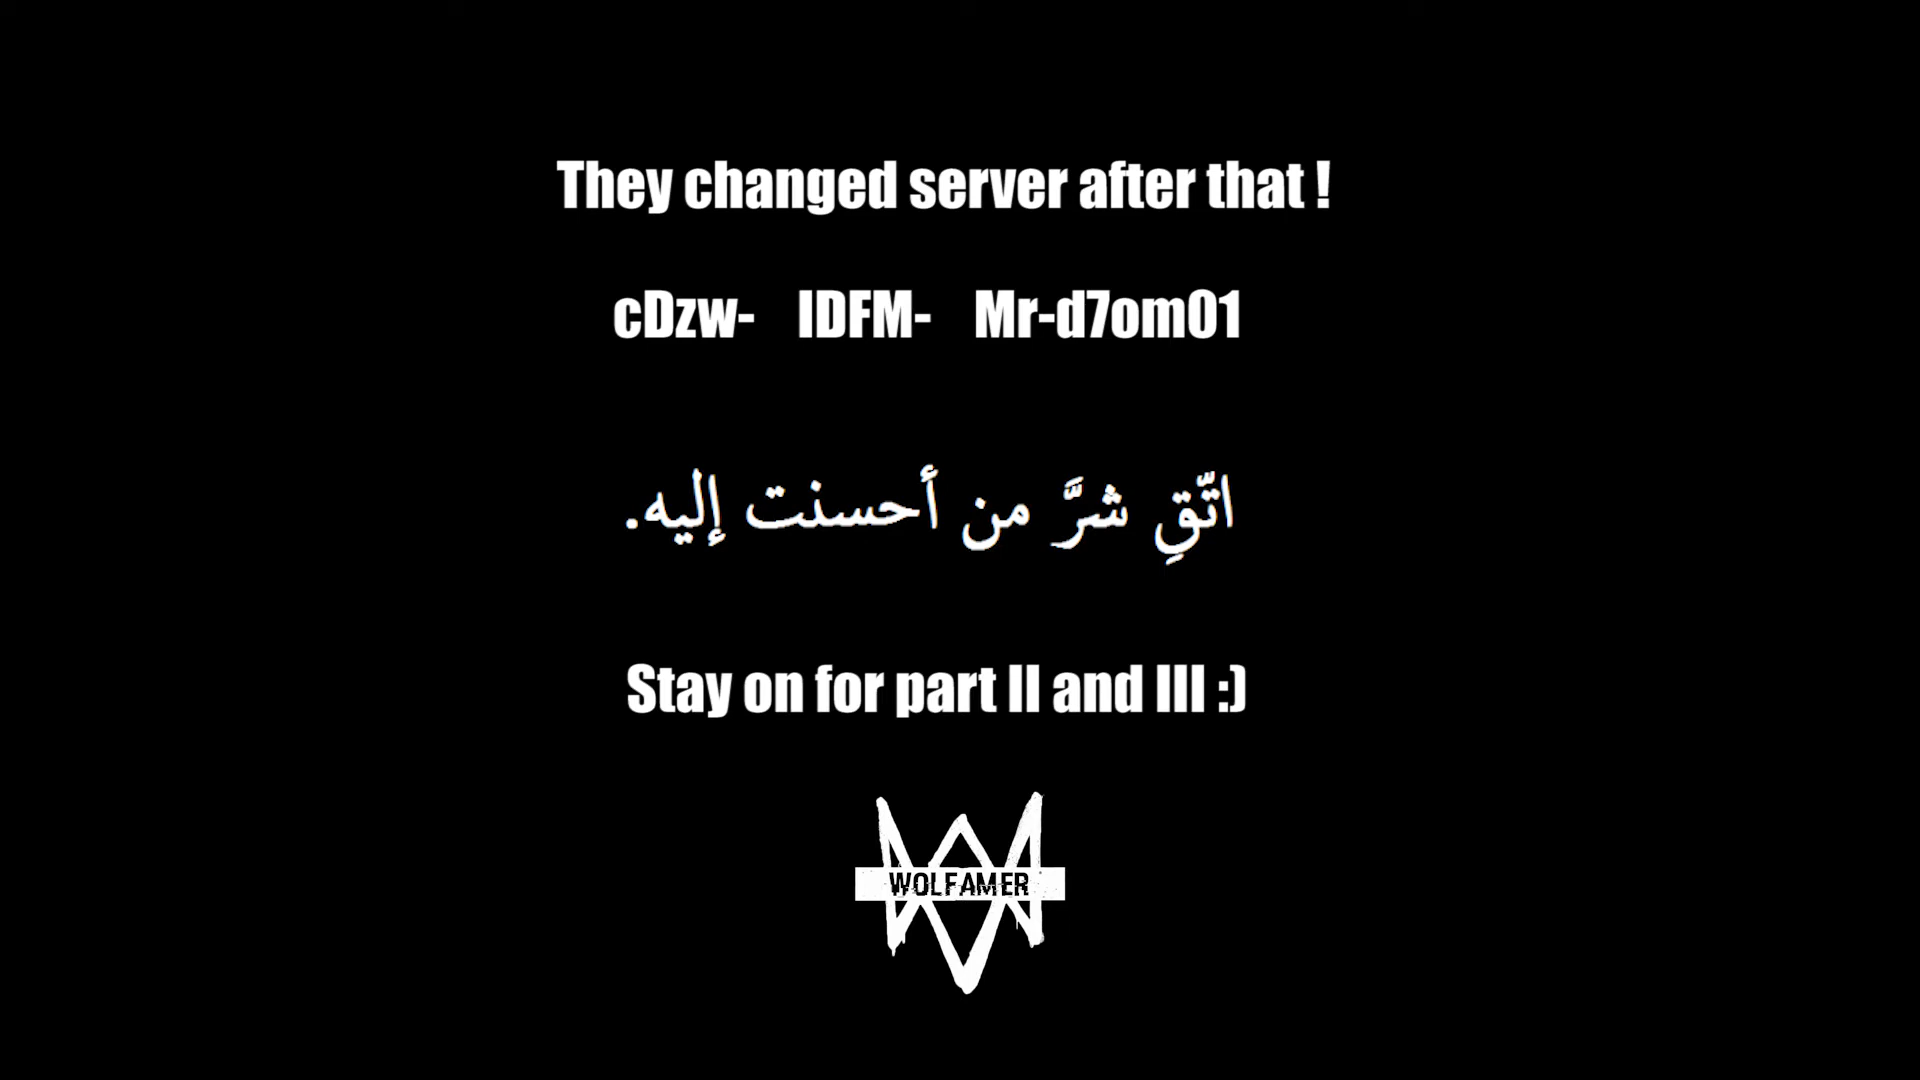 They changed server after that !
cDzw- IDFM- Mr-d7om01
اتّقِ شرَّ من أحسنت إليه.
Stay on for part II and III :)
WOLFAMER